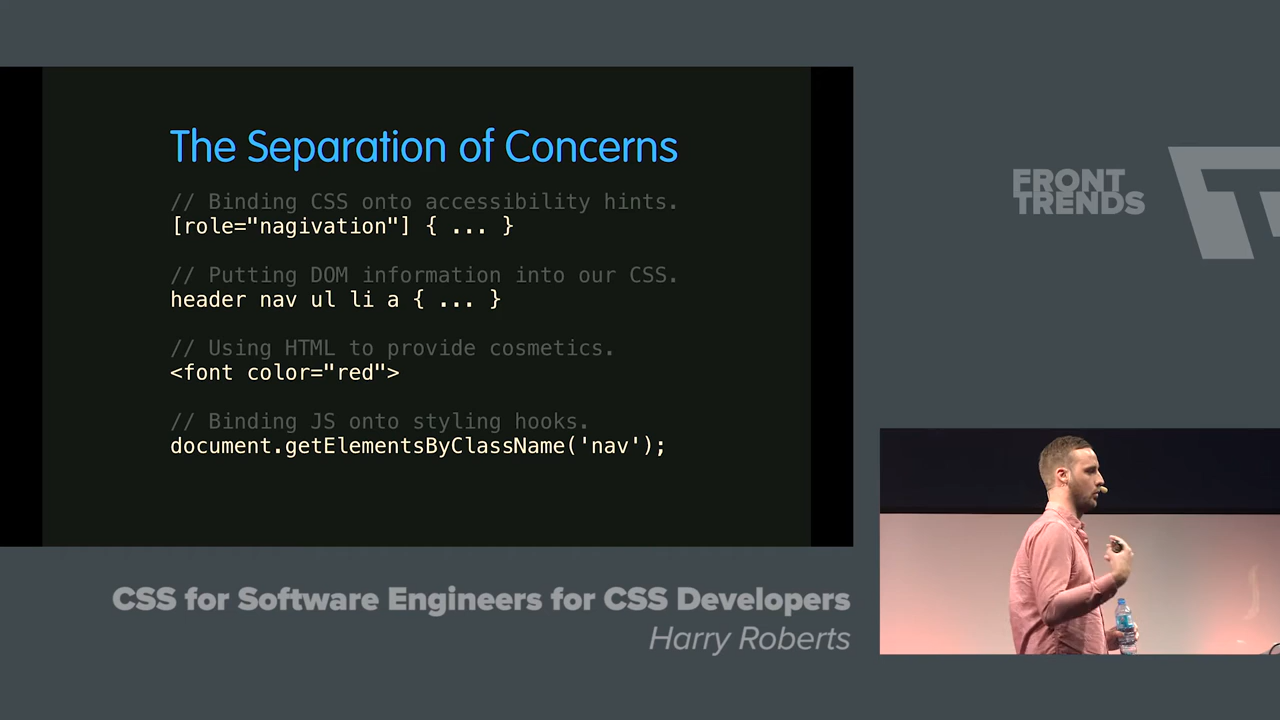 The Separation of Concerns
// Binding CSS onto accessibility hints.
[role="nagivation"] { ... }
// Putting DOM information into our CSS.
header nav ul li a { ... }
// Using HTML to provide cosmetics.
<font color="red">
// Binding JS onto styling hooks.
document.getElementsByClassName('nav');
FRONT
TRENDS
CSS for Software Engineers for CSS Developers
Harry Roberts